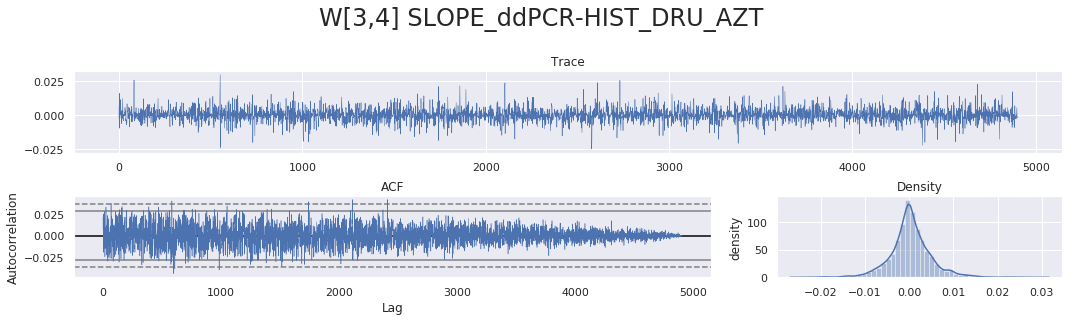 W[3,4] SLOPE_ddPCR-HIST_DRU_AZT
Trace
0.025
0.000
−0.025
0 1000 2000 3000 4000 5000
ACF
Autocorrelation
0.025
0.000
−0.025
0 1000 2000 3000 4000 5000
Lag
Density
density
100
50
0
−0.02 −0.01 0.00 0.01 0.02 0.03